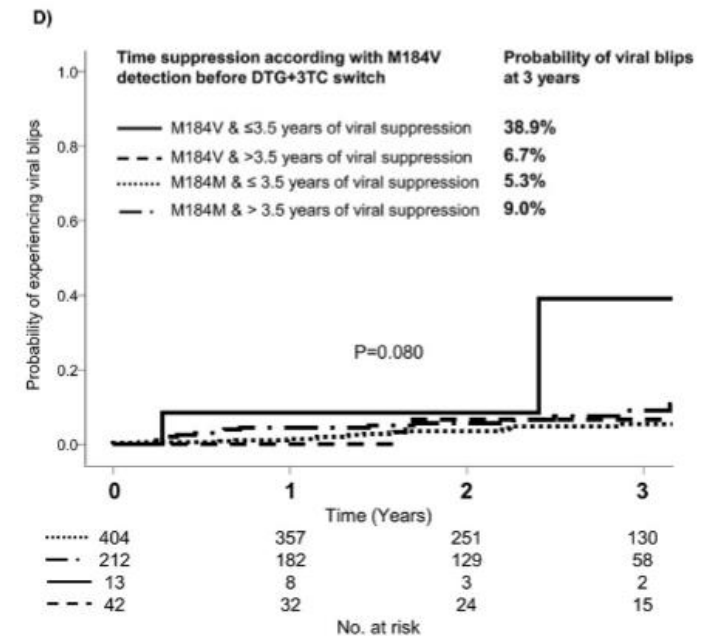 D)
Time suppression according with M184V
detection before DTG+3TC switch
Probability of viral blips
at 3 years
M184V & ≤3.5 years of viral suppression 38.9%
M184V & >3.5 years of viral suppression 6.7%
M184M & ≤ 3.5 years of viral suppression 5.3%
M184M & > 3.5 years of viral suppression 9.0%
Probability of experiencing viral blips
1.0
0.8
0.6
0.4
0.2
0.0
P=0.080
0 1 2 3
Time (Years)
404 357 251 130
212 182 129 58
13 8 3 2
42 32 24 15
No. at risk